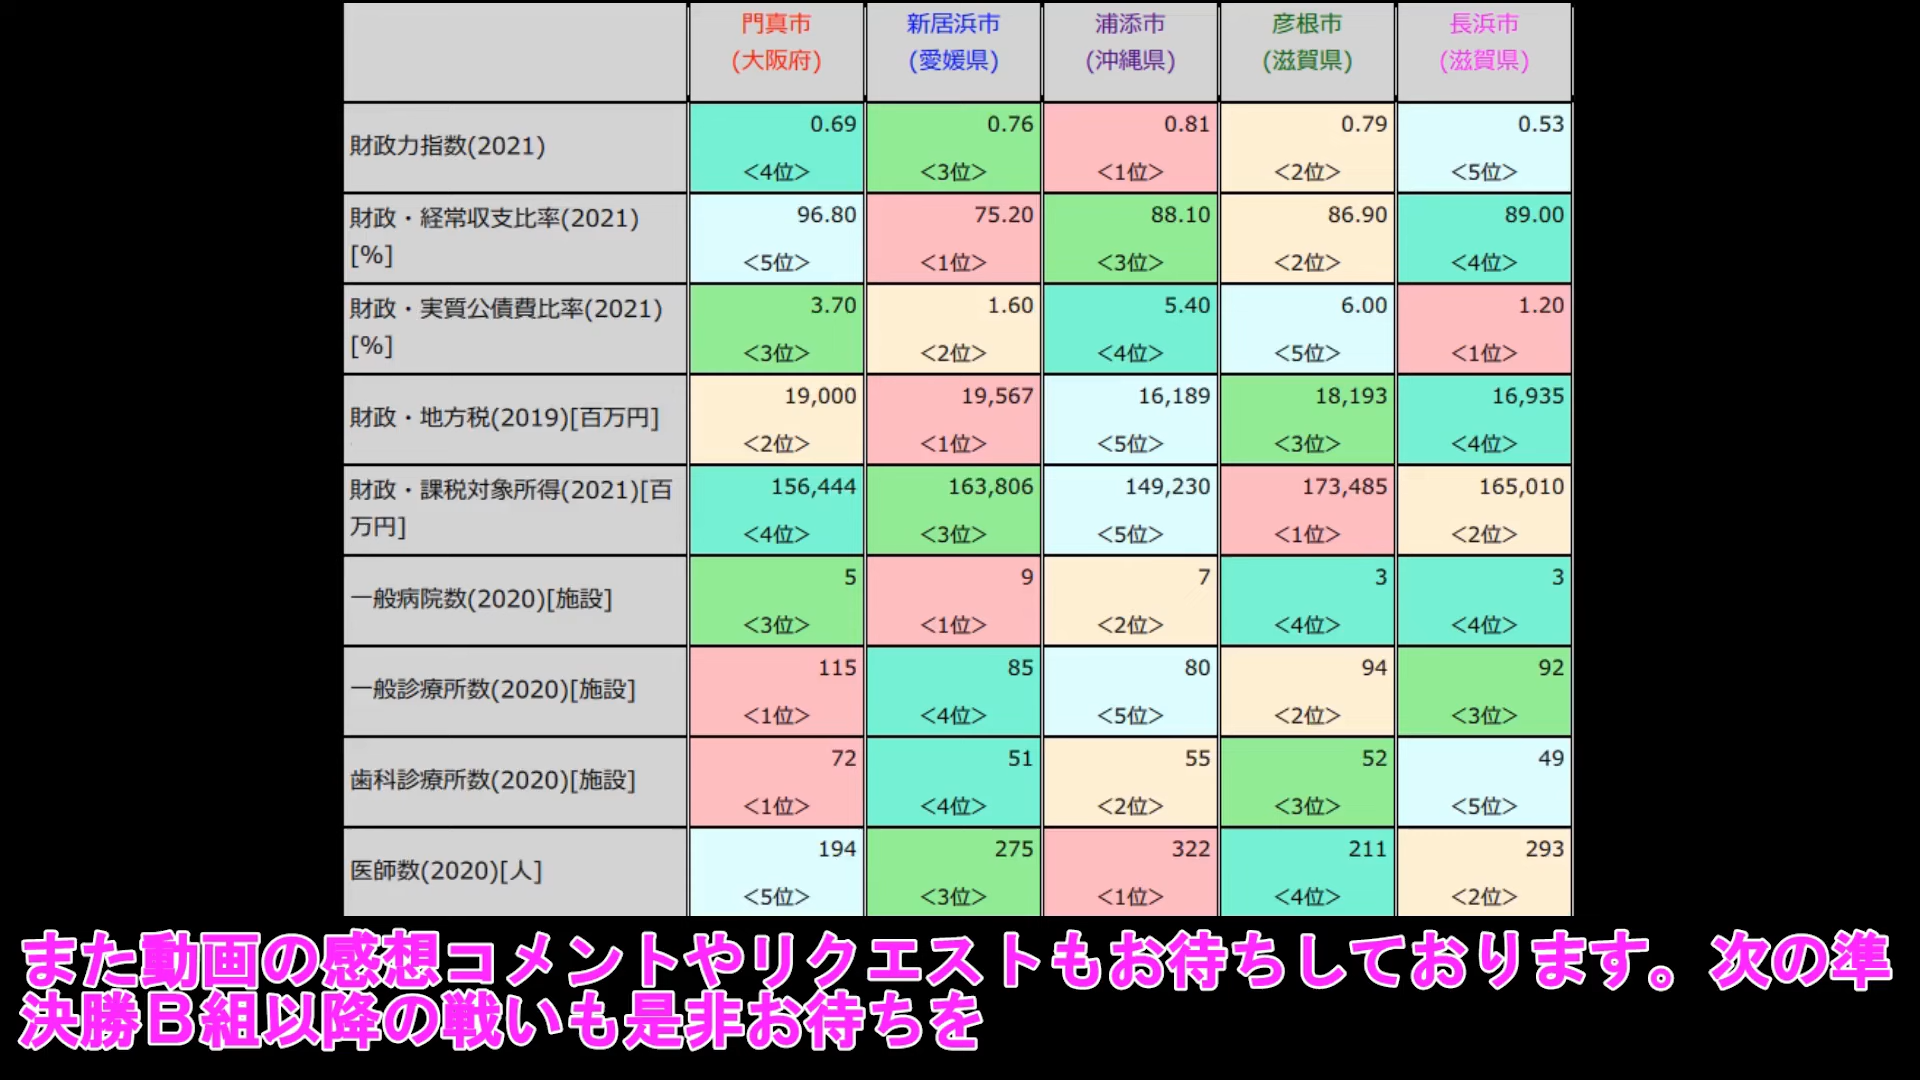 門真市 新居浜市 浦添市 彦根市 長浜市
(大阪府) (愛媛県) (沖縄県) (滋賀県) (滋賀県)
財政力指数(2021) 0.69 0.76 0.81 0.79 0.53
<4位> <3位> <1位> <2位> <5位>
財政・経常収支比率(2021)
[%]
96.80 75.20 88.10 86.90 89.00
<5位> <1位> <3位> <2位> <4位>
財政・実質公債費比率(2021)
[%]
3.70 1.60 5.40 6.00 1.20
<3位> <2位> <4位> <5位> <1位>
財政・地方税(2019)[百万円] 19,000 19,567 16,189 18,193 16,935
<2位> <1位> <5位> <3位> <4位>
財政・課税対象所得(2021)[百
万円]
156,444 163,806 149,230 173,485 165,010
<4位> <3位> <5位> <1位> <2位>
一般病院数(2020)[施設] 5 9 7 3 3
<3位> <1位> <2位> <4位> <4位>
一般診療所数(2020)[施設] 115 85 80 94 92
<1位> <4位> <5位> <2位> <3位>
歯科診療所数(2020)[施設] 72 51 55 52 49
<1位> <4位> <2位> <3位> <5位>
医師数(2020)[人] 194 275 322 211 293
<5位> <3位> <1位> <4位> <2位>
また動画の感想コメントやリクエストもお待ちしております。次の準
決勝Ｂ組以降の戦いも是非お待ちを